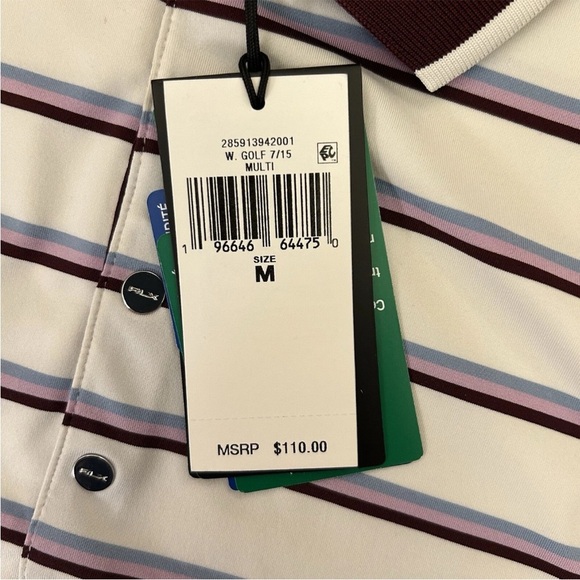 285913942001
W. GOLF 7/15
MULTI
1 96646 64475 0
SIZE
M
MSRP $110.00
RLX
RLX